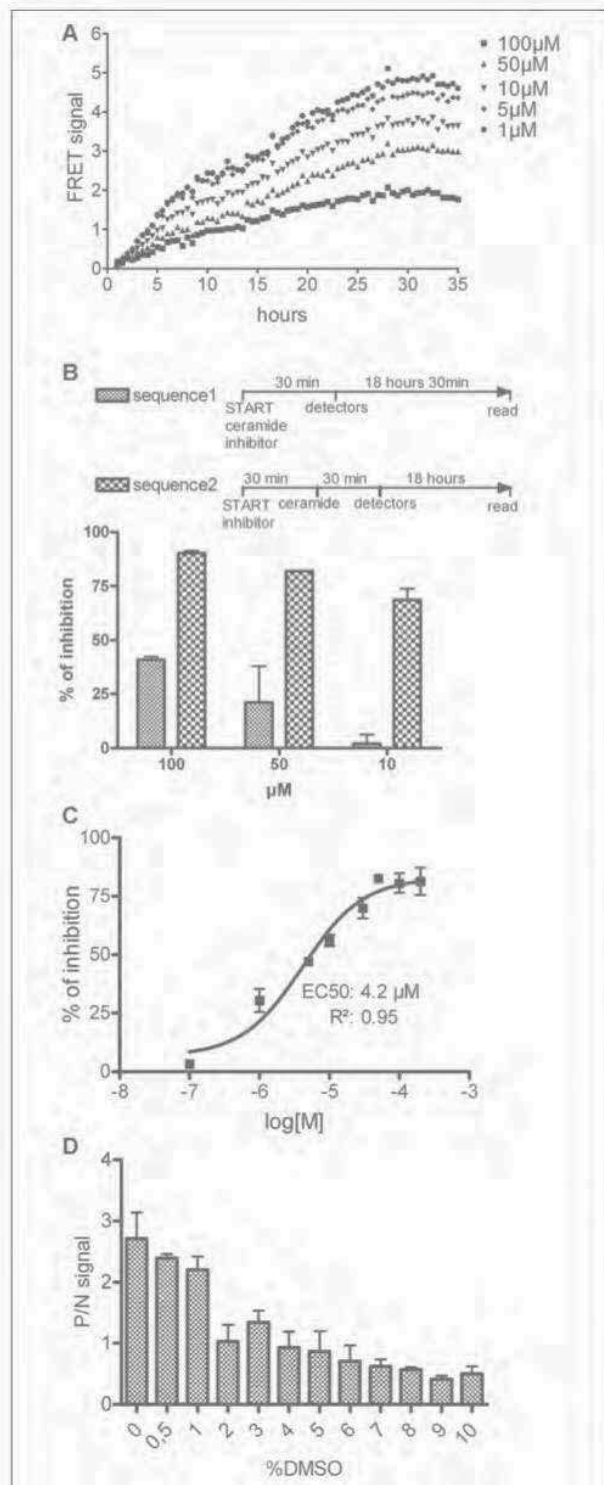 A
6
5
4
3
2
1
0
FRET signal
0 5 10 15 20 25 30 35
hours
100µM
50µM
10µM
5µM
1µM
B
sequence1
30 min 18 hours 30min
START detectors read
ceramide
inhibitor
sequence2
30 min 30 min 18 hours
START ceramide detectors read
inhibitor
100
75
50
25
0
% of inhibition
100 50 10
µM
C
100
75
50
25
0
% of inhibition
EC50: 4.2 µM
R²: 0.95
-8 -7 -6 -5 -4 -3
log[M]
D
4
3
2
1
0
P/N signal
0 0,5 1 2 3 4 5 6 7 8 9 10
%DMSO